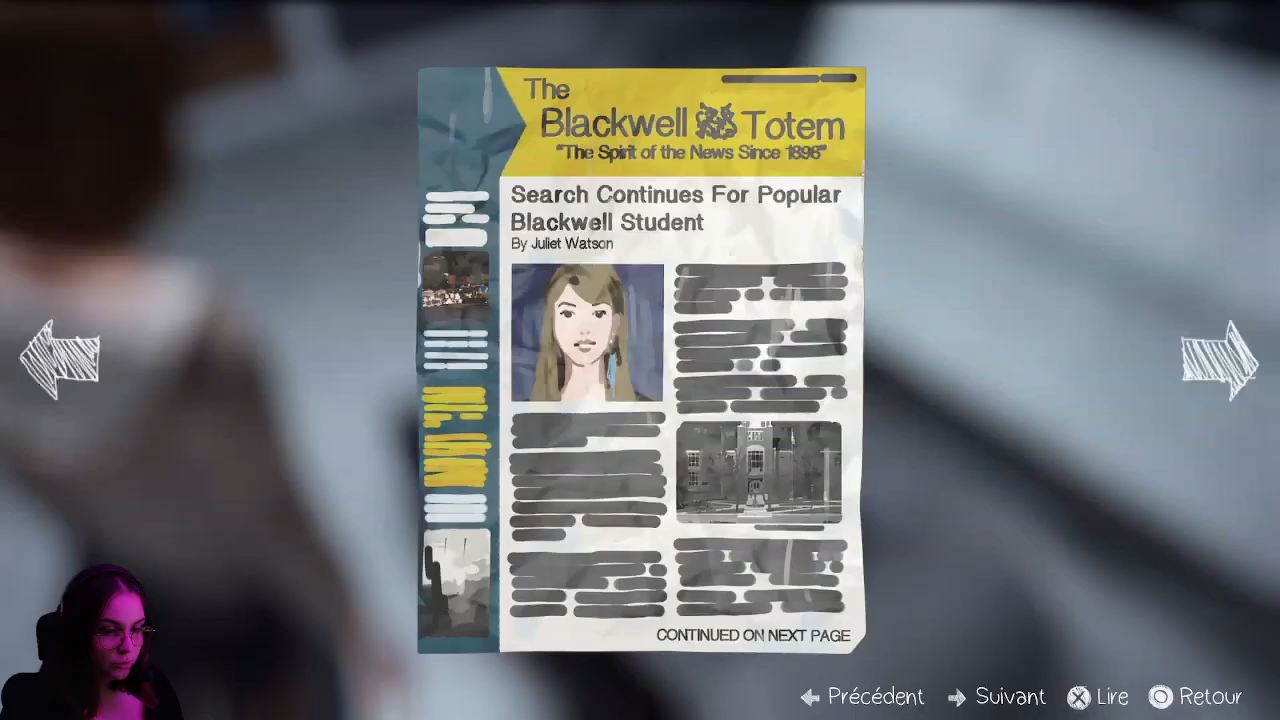 The
Blackwell Totem
"The Spirit of the News Since 1898"
Search Continues For Popular
Blackwell Student
By Juliet Watson
CONTINUED ON NEXT PAGE
Précédent Suivant Lire Retour